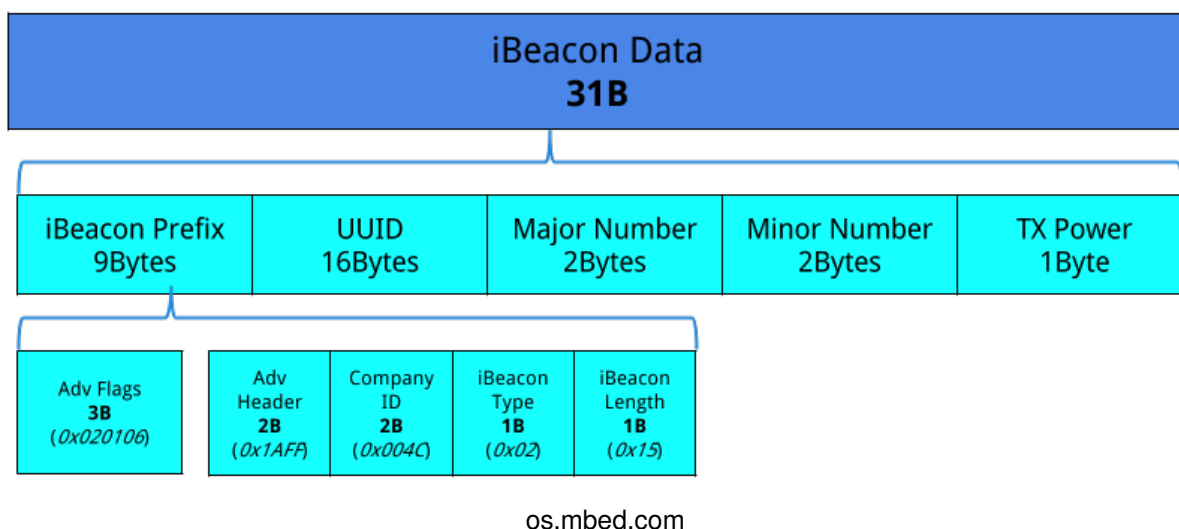 iBeacon Data
31B
iBeacon Prefix
9Bytes
UUID
16Bytes
Major Number
2Bytes
Minor Number
2Bytes
TX Power
1Byte
Adv Flags
3B
(0x020106)
Adv
Header
2B
(0x1AFF)
Company
ID
2B
(0x004C)
iBeacon
Type
1B
(0x02)
iBeacon
Length
1B
(0x15)
os.mbed.com